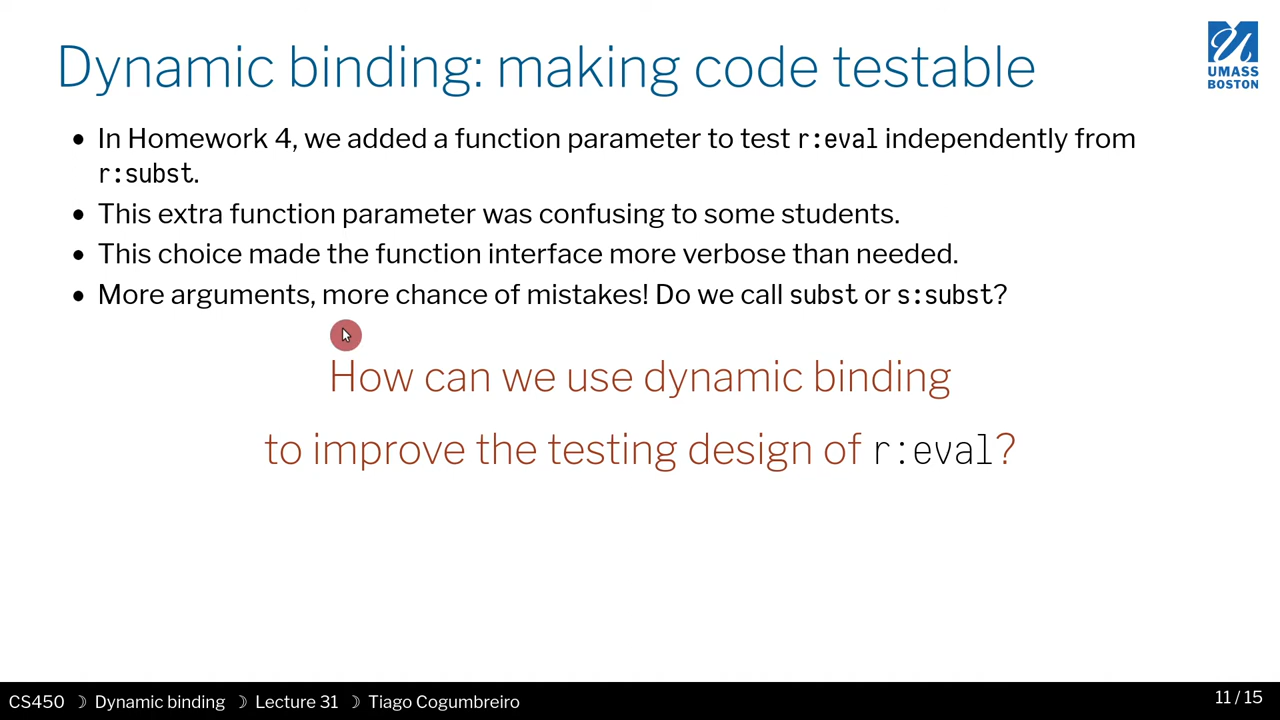 Dynamic binding: making code testable
UMASS
BOSTON
• In Homework 4, we added a function parameter to test r:eval independently from
r:subst.
• This extra function parameter was confusing to some students.
• This choice made the function interface more verbose than needed.
• More arguments, more chance of mistakes! Do we call subst or s:subst?
How can we use dynamic binding
to improve the testing design of r:eval?
CS450 ☽ Dynamic binding ☽ Lecture 31 ☽ Tiago Cogumbreiro
11 / 15